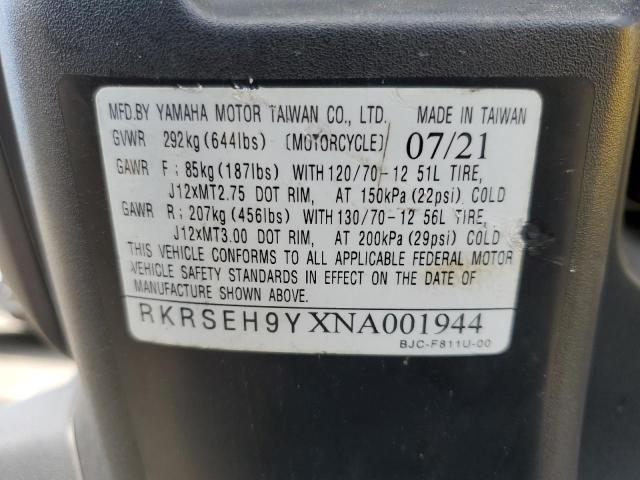 MFD.BY YAMAHA MOTOR TAIWAN CO., LTD. MADE IN TAIWAN
GVWR 292kg(644lbs) [MOTORCYCLE] 07/21
GAWR F: 85kg(187lbs) WITH 120/70-12 51L TIRE,
J12xMT2.75 DOT RIM, AT 150kPa(22psi) COLD
GAWR R: 207kg(456lbs) WITH 130/70-12 56L TIRE,
J12xMT3.00 DOT RIM, AT 200kPa(29psi) COLD
THIS VEHICLE CONFORMS TO ALL APPLICABLE FEDERAL MOTOR
VEHICLE SAFETY STANDARDS IN EFFECT ON THE DATE OF
MANUFACTURE SHOWN ABOVE.
RKRSEH9YXNA001944
BJC-F811U-00